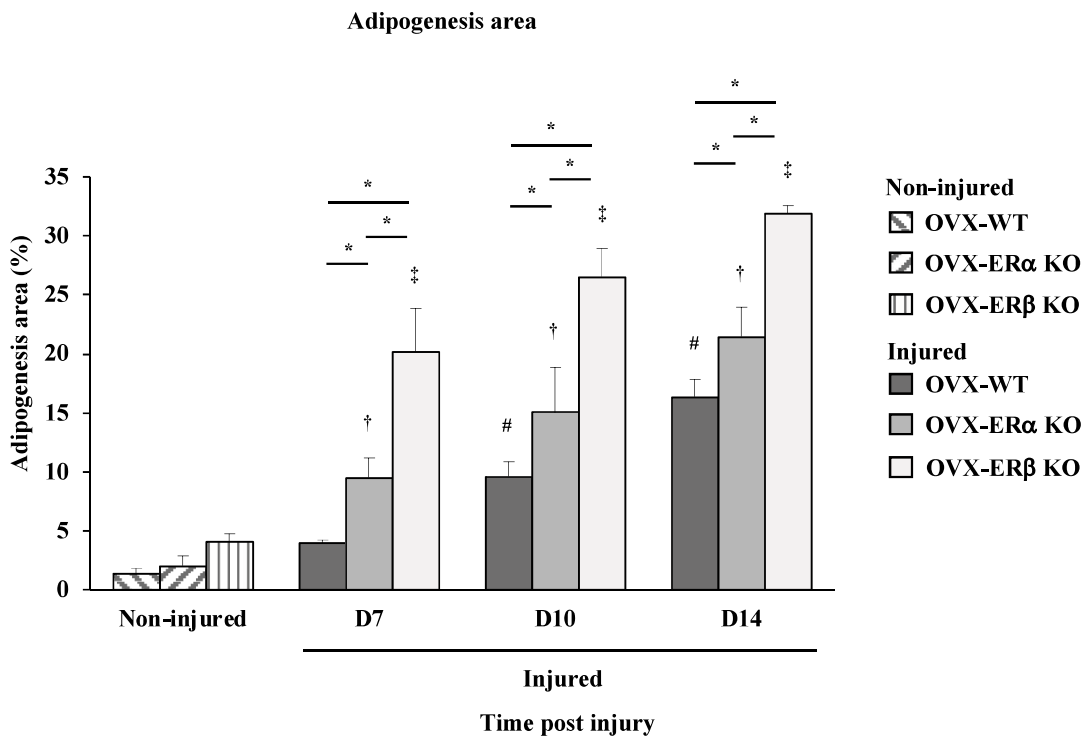 Adipogenesis area
Adipogenesis area (%)
35
30
25
20
15
10
5
0
* * *
* * *
* * *
† ‡
# † ‡
# † ‡
Non-injured D7 D10 D14
Injured
Time post injury
Non-injured
OVX-WT
OVX-ERα KO
OVX-ERβ KO
Injured
OVX-WT
OVX-ERα KO
OVX-ERβ KO